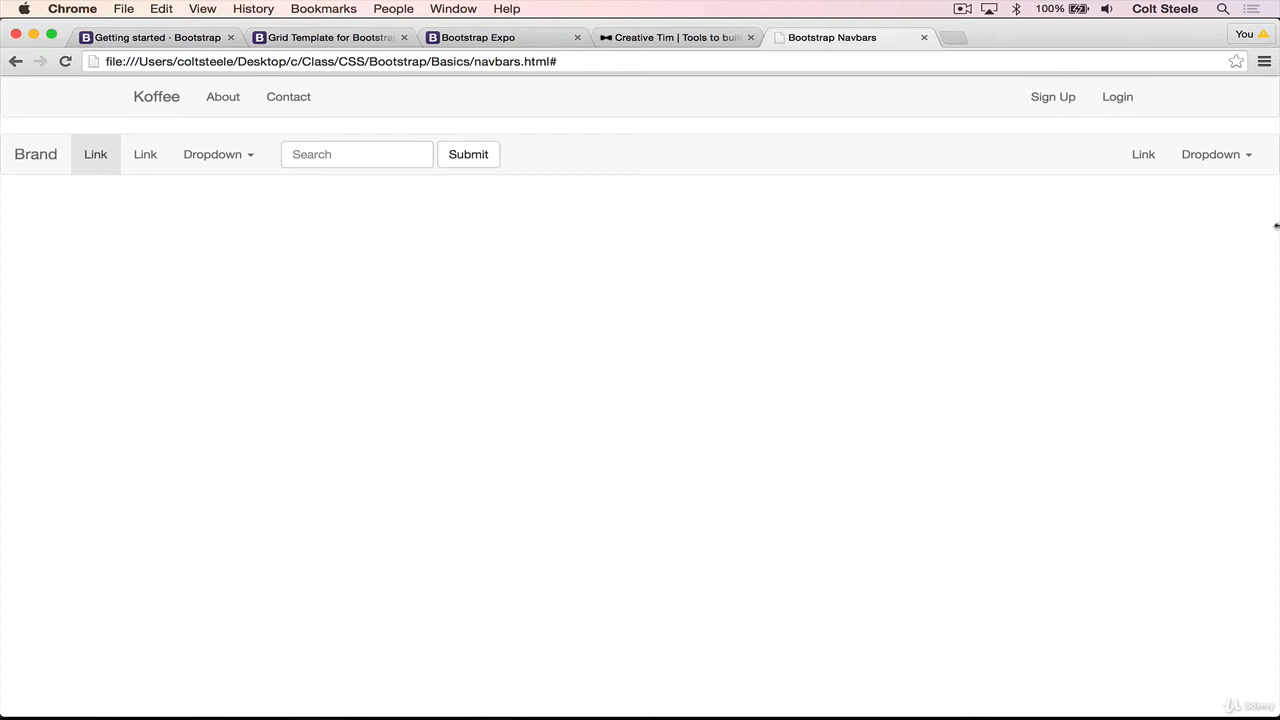 Chrome File Edit View History Bookmarks People Window Help 100% Colt Steele
Getting started · Bootstrap Grid Template for Bootstra Bootstrap Expo Creative Tim | Tools to buil Bootstrap Navbars You
file:///Users/coltsteele/Desktop/c/Class/CSS/Bootstrap/Basics/navbars.html#
Koffee About Contact Sign Up Login
Brand Link Link Dropdown Search Submit Link Dropdown
Udemy